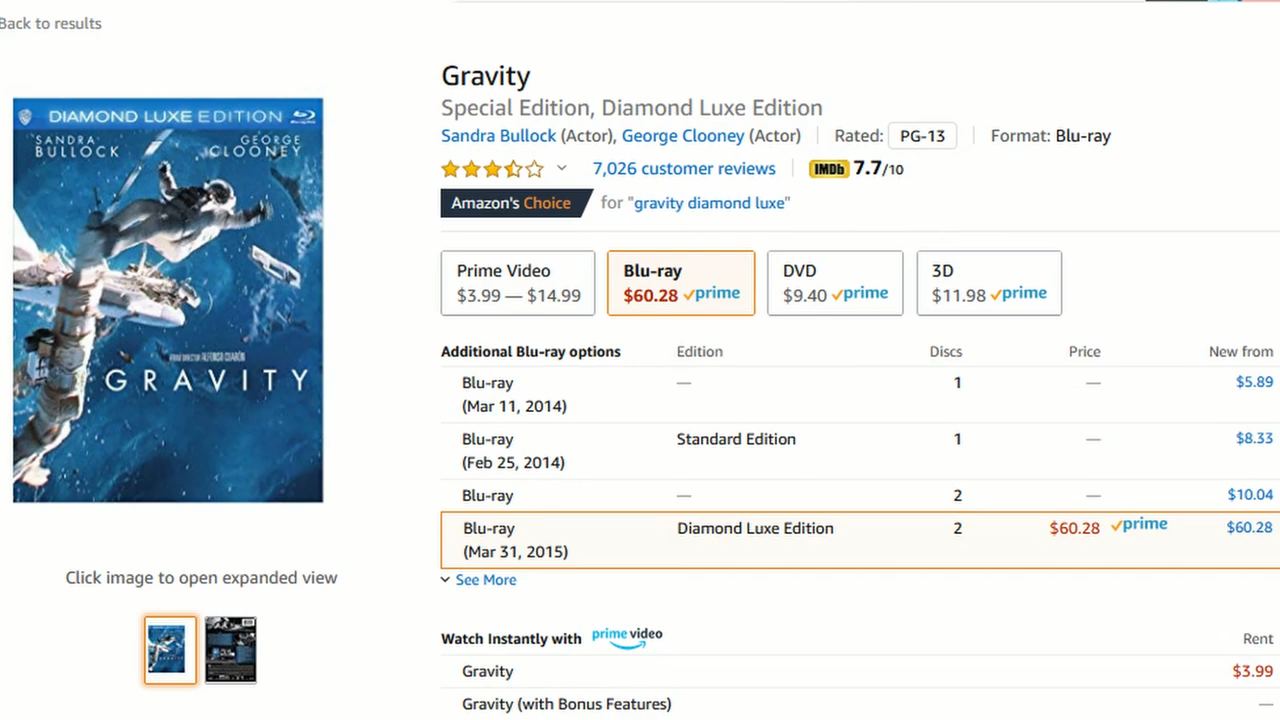 Back to results
DIAMOND LUXE EDITION
SANDRA BULLOCK
GEORGE CLOONEY
GRAVITY
Click image to open expanded view
Gravity
Special Edition, Diamond Luxe Edition
Sandra Bullock (Actor), George Clooney (Actor) Rated: PG-13 Format: Blu-ray
7,026 customer reviews IMDb 7.7/10
Amazon's Choice for "gravity diamond luxe"
Prime Video Blu-ray DVD 3D
$3.99 — $14.99 $60.28 prime $9.40 prime $11.98 prime
Additional Blu-ray options Edition Discs Price New from
Blu-ray — 1 — $5.89
(Mar 11, 2014)
Blu-ray Standard Edition 1 — $8.33
(Feb 25, 2014)
Blu-ray — 2 — $10.04
Blu-ray Diamond Luxe Edition 2 $60.28 prime $60.28
(Mar 31, 2015)
See More
Watch Instantly with prime video Rent
Gravity $3.99
Gravity (with Bonus Features) —